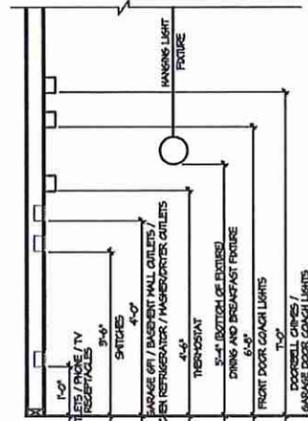 HANGING LIGHT
FIXTURE
1'-0"
TLETS / PHONE / TV
RECEPTACLES
3'-6"
SWITCHES
4'-0"
GARAGE GFI / BASEMENT WALL OUTLETS /
EN REFRIGERATOR / WASHER/DRYER OUTLETS
4'-6"
THERMOSTAT
5'-4" (BOTTOM OF FIXTURE)
DINING AND BREAKFAST FIXTURE
6'-8"
FRONT DOOR COACH LIGHTS
7'-0"
DOORBELL CHIMES /
GARAGE DOOR COACH LIGHTS